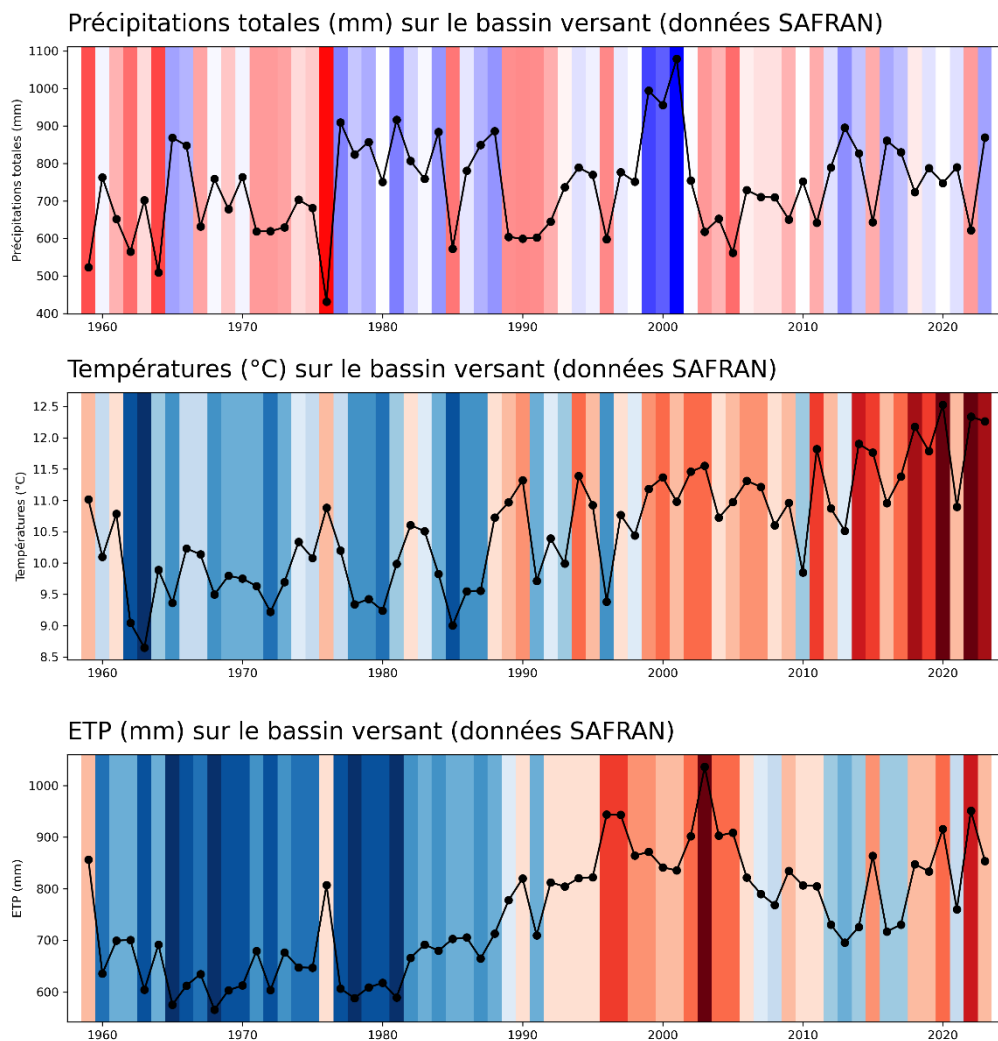 Précipitations totales (mm) sur le bassin versant (données SAFRAN)
Précipitations totales (mm)
1100
1000
900
800
700
600
500
400
1960 1970 1980 1990 2000 2010 2020
Températures (°C) sur le bassin versant (données SAFRAN)
Températures (°C)
12.5
12.0
11.5
11.0
10.5
10.0
9.5
9.0
8.5
1960 1970 1980 1990 2000 2010 2020
ETP (mm) sur le bassin versant (données SAFRAN)
ETP (mm)
1000
900
800
700
600
1960 1970 1980 1990 2000 2010 2020